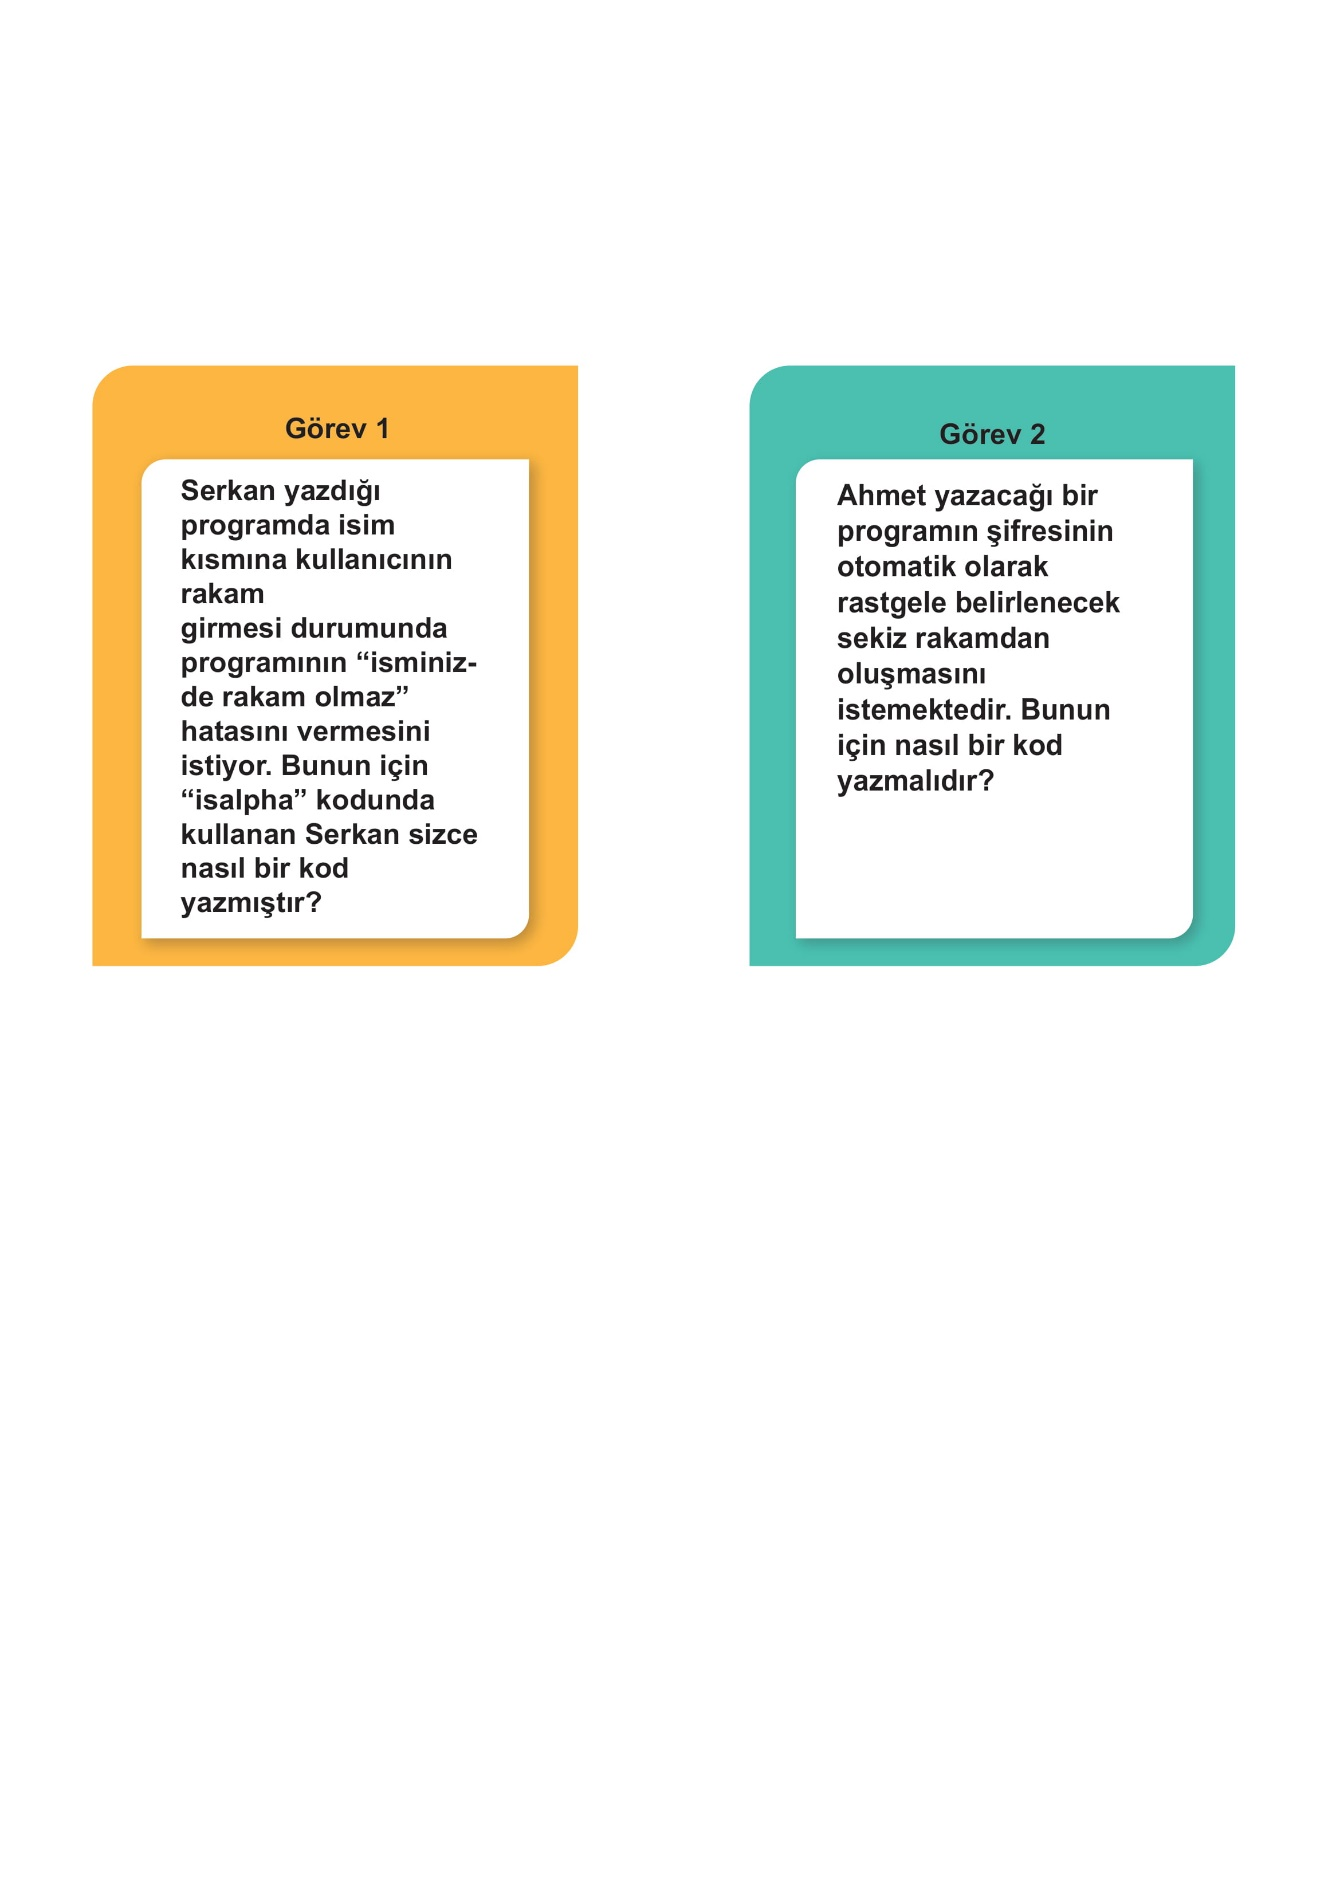 Görev 1
Serkan yazdığı
programda isim
kısmına kullanıcının
rakam
girmesi durumunda
programının “isminiz-
de rakam olmaz”
hatasını vermesini
istiyor. Bunun için
“isalpha” kodunda
kullanan Serkan sizce
nasıl bir kod
yazmıştır?
Görev 2
Ahmet yazacağı bir
programın şifresinin
otomatik olarak
rastgele belirlenecek
sekiz rakamdan
oluşmasını
istemektedir. Bunun
için nasıl bir kod
yazmalıdır?